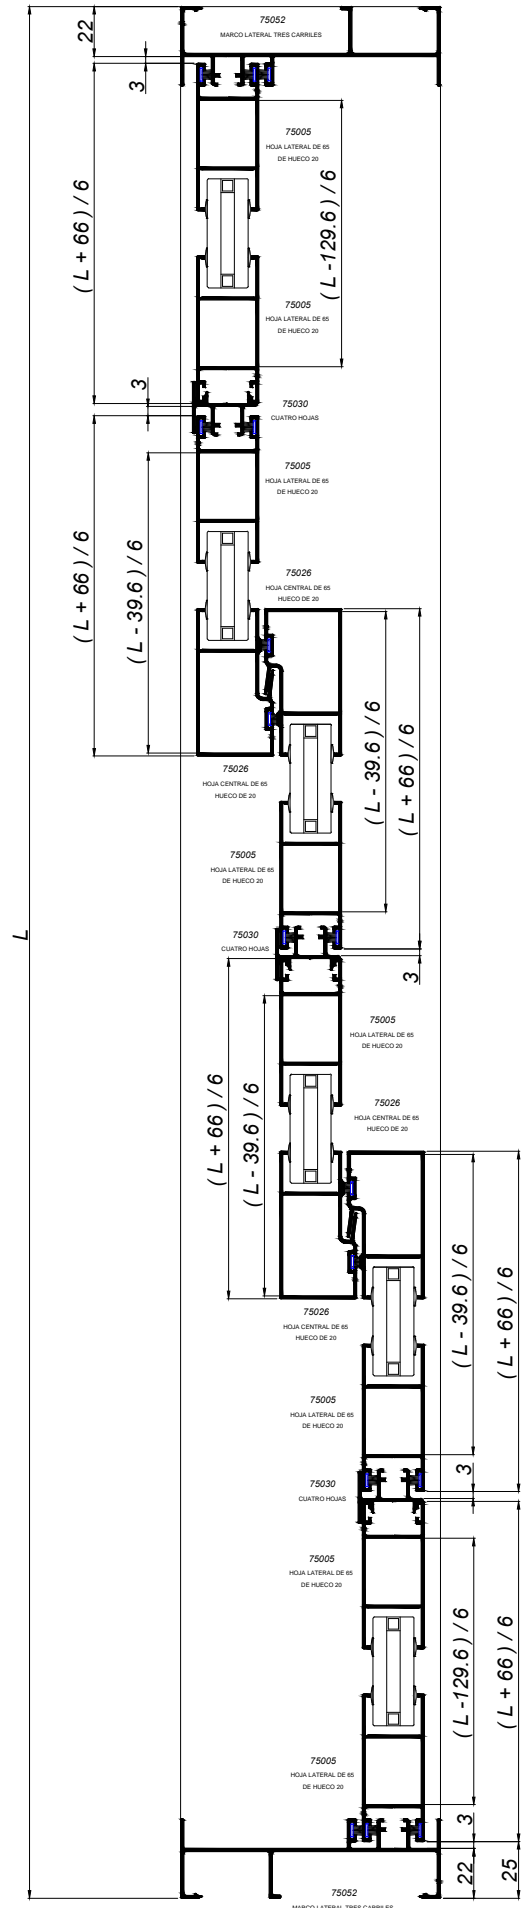 22
75052
MARCO LATERAL TRES CARRILES
3
75005
HOJA LATERAL DE 65
DE HUECO 20
( L + 66 ) / 6
( L -129.6 ) / 6
75005
HOJA LATERAL DE 65
DE HUECO 20
3
75030
CUATRO HOJAS
75005
HOJA LATERAL DE 65
DE HUECO 20
( L + 66 ) / 6
( L - 39.6 ) / 6
75026
HOJA CENTRAL DE 65
HUECO DE 20
75026
HOJA CENTRAL DE 65
HUECO DE 20
( L - 39.6 ) / 6
( L + 66 ) / 6
75005
HOJA LATERAL DE 65
DE HUECO 20
L
75030
CUATRO HOJAS
3
75005
HOJA LATERAL DE 65
DE HUECO 20
75026
HOJA CENTRAL DE 65
HUECO DE 20
( L + 66 ) / 6
( L - 39.6 ) / 6
75026
HOJA CENTRAL DE 65
HUECO DE 20
( L - 39.6 ) / 6
( L + 66 ) / 6
75005
HOJA LATERAL DE 65
DE HUECO 20
3
75030
CUATRO HOJAS
75005
HOJA LATERAL DE 65
DE HUECO 20
( L -129.6 ) / 6
( L + 66 ) / 6
75005
HOJA LATERAL DE 65
DE HUECO 20
3
22
25
75052
MARCO LATERAL TRES CARRILES